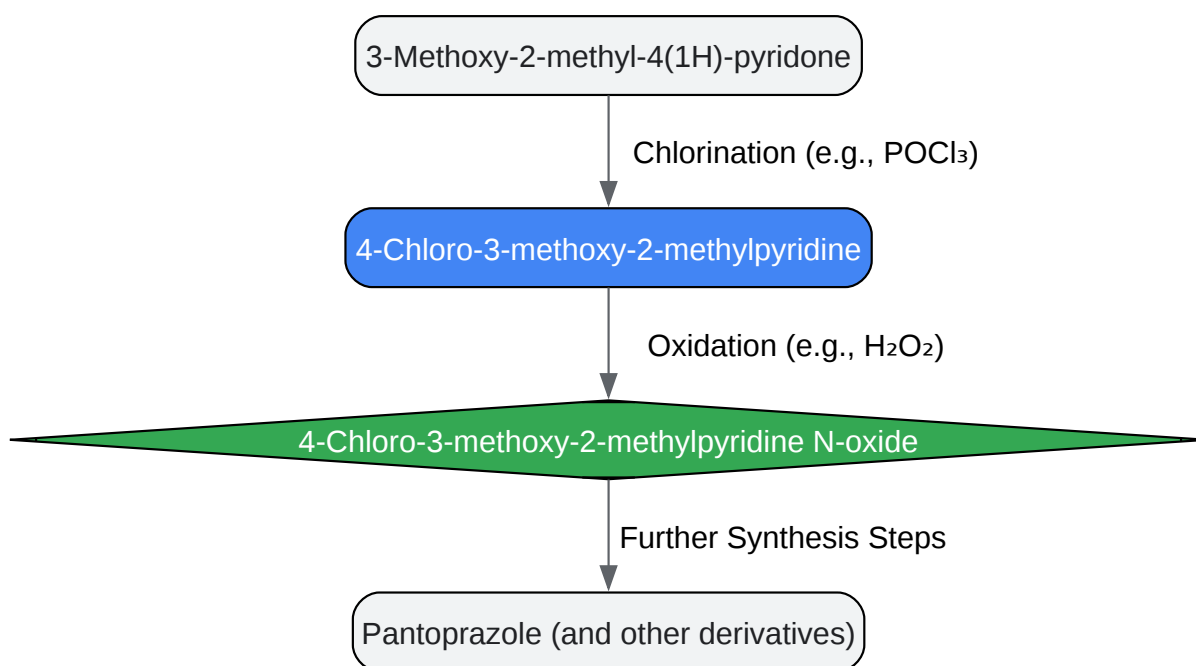 3-Methoxy-2-methyl-4(1H)-pyridone
Chlorination (e.g., POCl₃)
4-Chloro-3-methoxy-2-methylpyridine
Oxidation (e.g., H₂O₂)
4-Chloro-3-methoxy-2-methylpyridine N-oxide
Further Synthesis Steps
Pantoprazole (and other derivatives)